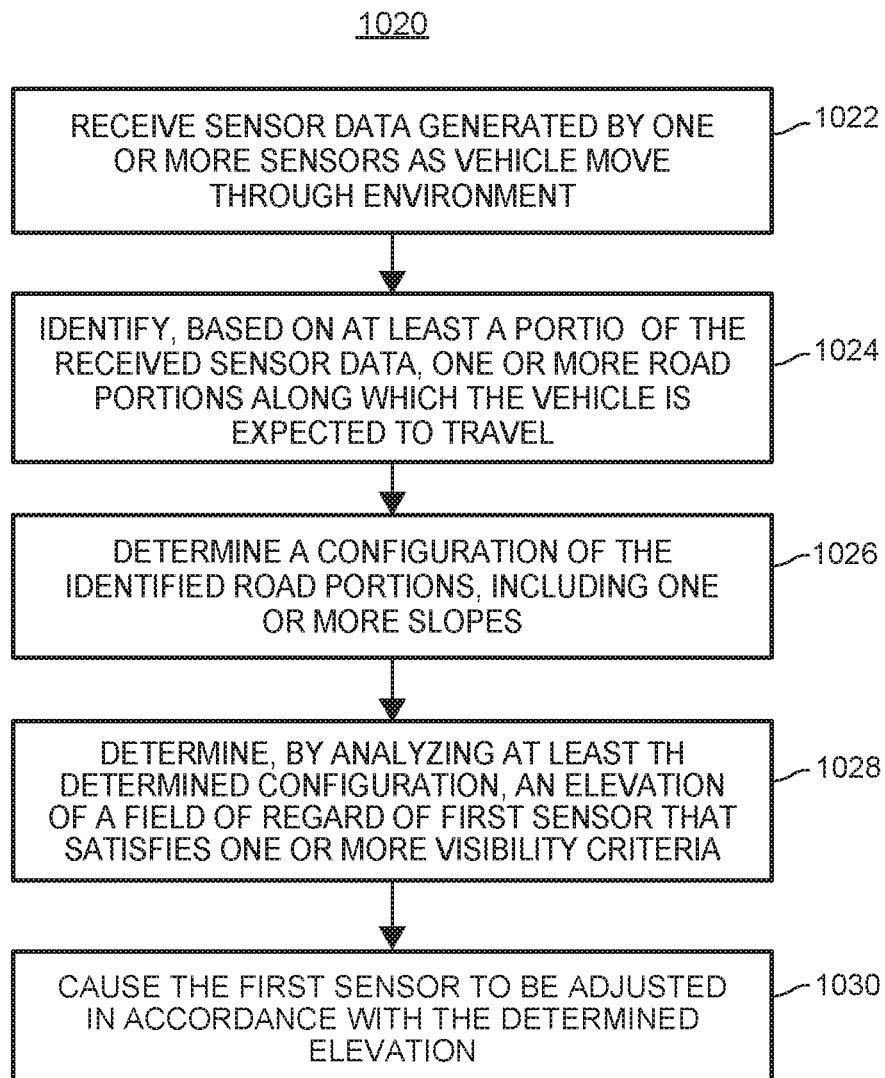 1020
RECEIVE SENSOR DATA GENERATED BY ONE
OR MORE SENSORS AS VEHICLE MOVE
THROUGH ENVIRONMENT
1022
IDENTIFY, BASED ON AT LEAST A PORTIO OF THE
RECEIVED SENSOR DATA, ONE OR MORE ROAD
PORTIONS ALONG WHICH THE VEHICLE IS
EXPECTED TO TRAVEL
1024
DETERMINE A CONFIGURATION OF THE
IDENTIFIED ROAD PORTIONS, INCLUDING ONE
OR MORE SLOPES
1026
DETERMINE, BY ANALYZING AT LEAST TH
DETERMINED CONFIGURATION, AN ELEVATION
OF A FIELD OF REGARD OF FIRST SENSOR THAT
SATISFIES ONE OR MORE VISIBILITY CRITERIA
1028
CAUSE THE FIRST SENSOR TO BE ADJUSTED
IN ACCORDANCE WITH THE DETERMINED
ELEVATION
1030